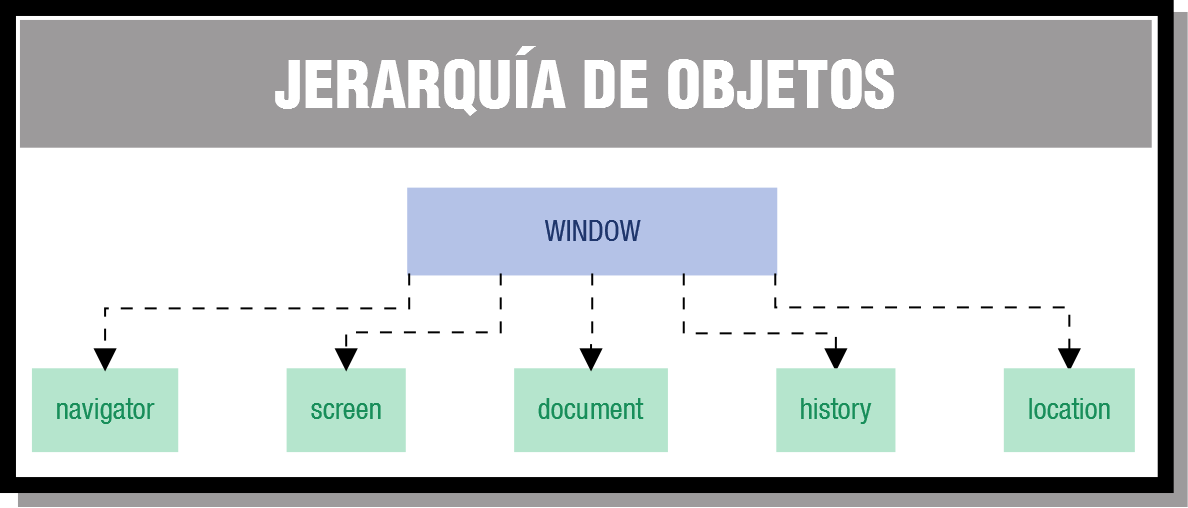 JERARQUÍA DE OBJETOS
WINDOW
navigator
screen
document
history
location